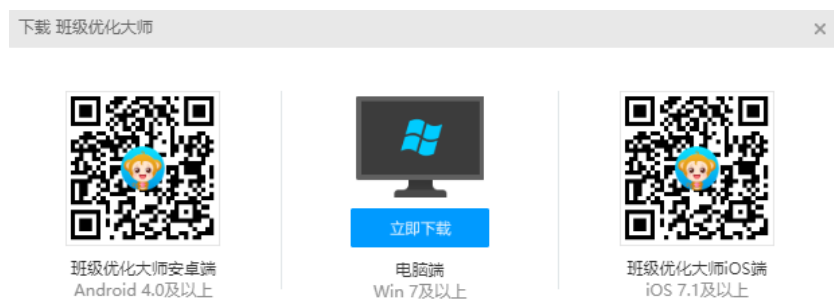 下载 班级优化大师
立即下载
班级优化大师安卓端
Android 4.0及以上
电脑端
Win 7及以上
班级优化大师iOS端
iOS 7.1及以上